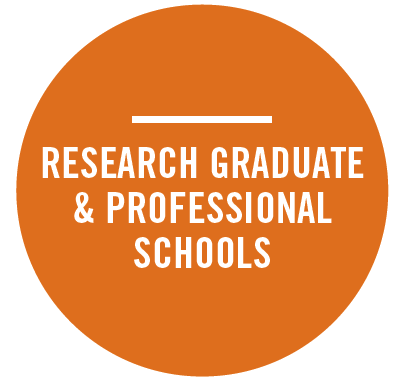 RESEARCH GRADUATE
& PROFESSIONAL
SCHOOLS